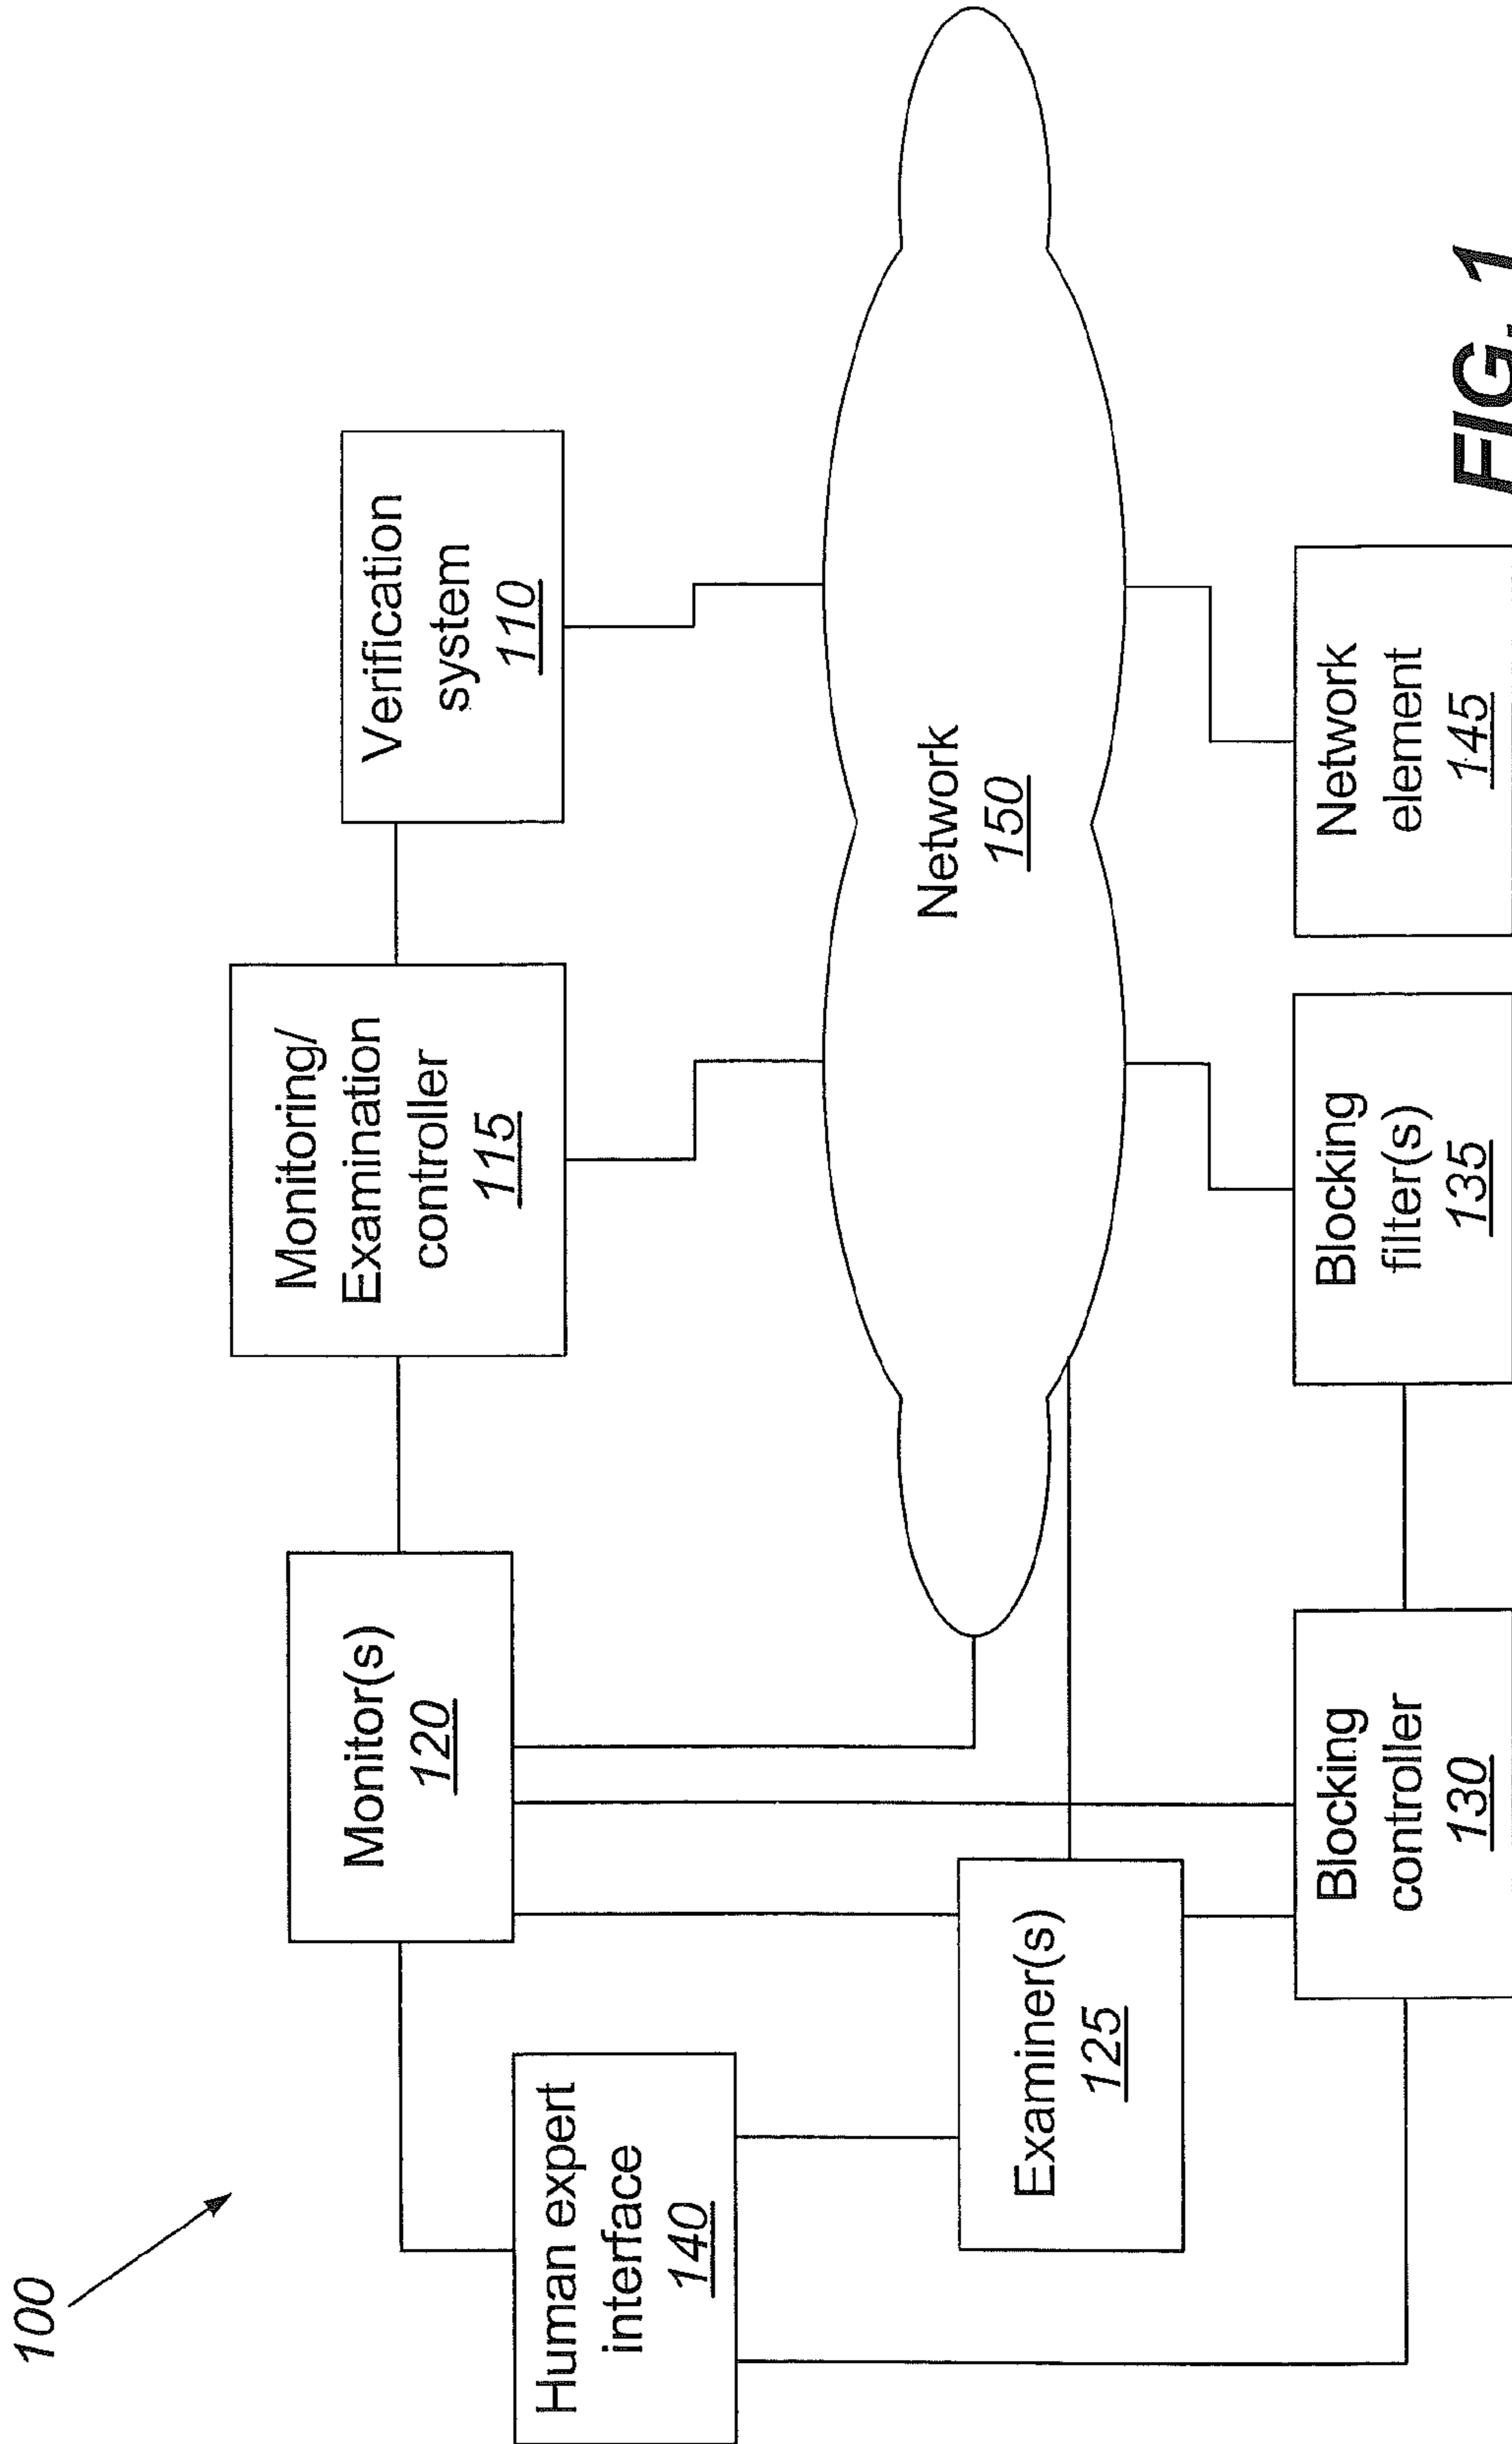 100
Human expert
interface
140
Monitor(s)
120
Monitoring/
Examination
controller
115
Verification
system
110
Examiner(s)
125
Network
150
Blocking
controller
130
Blocking
filter(s)
135
Network
element
145
FIG. 1